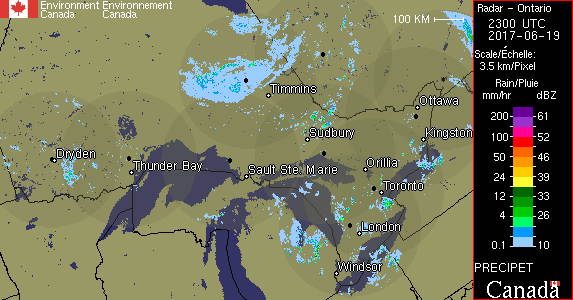 Environment Environnement
Canada Canada
100 KM
Timmins
Ottawa
Sudbury
Kingston
Dryden
Thunder Bay
Sault Ste. Marie
Orillia
Toronto
London
Windsor
Radar - Ontario
2300 UTC
2017-06-19
Scale/Échelle:
3.5 km/Pixel
Rain/Pluie
mm/hr dBZ
200 61
100 52
50 46
24 39
12 33
4 26
0.1 10
PRECIPET
Canada